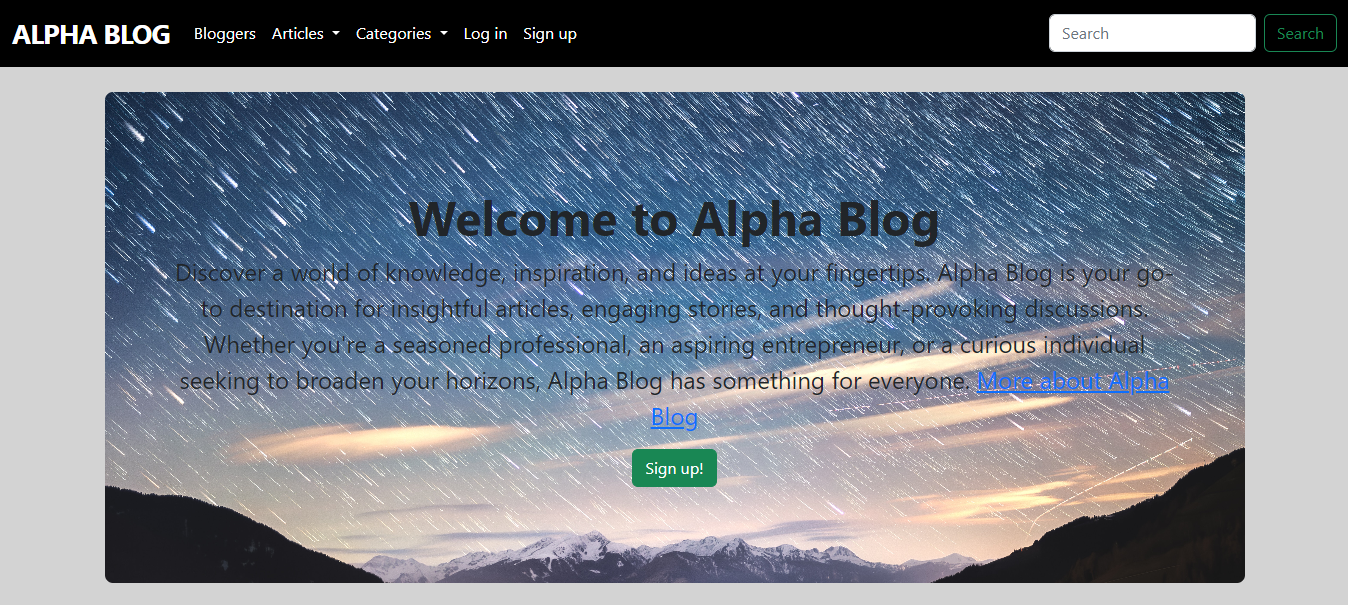 ALPHA BLOG Bloggers Articles Categories Log in Sign up Search Search
Welcome to Alpha Blog
Discover a world of knowledge, inspiration, and ideas at your fingertips. Alpha Blog is your go-
to destination for insightful articles, engaging stories, and thought-provoking discussions.
Whether you're a seasoned professional, an aspiring entrepreneur, or a curious individual
seeking to broaden your horizons, Alpha Blog has something for everyone. More about Alpha
Blog
Sign up!